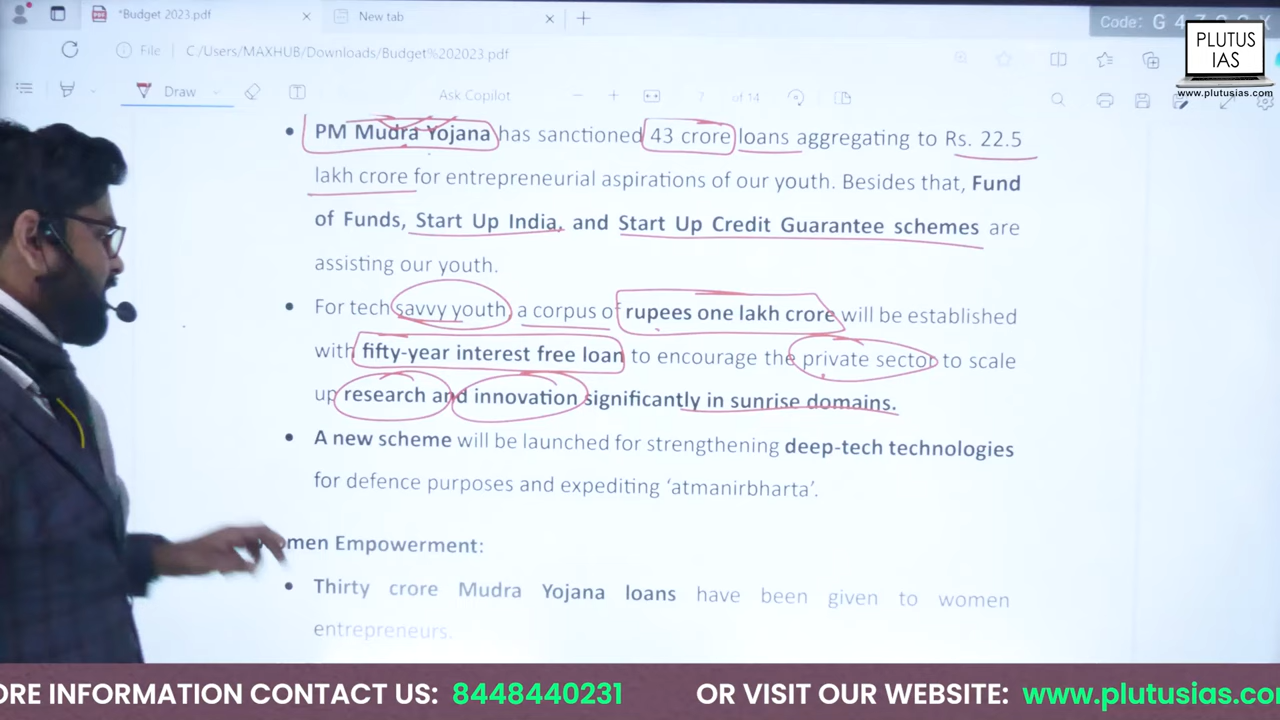 *Budget 2023.pdf
New tab
Code: G 4
PLUTUS
IAS
www.plutusias.com
File C:/Users/MAXHUB/Downloads/Budget%202023.pdf
Draw
Ask Copilot
7 of 14
• PM Mudra Yojana has sanctioned 43 crore loans aggregating to Rs. 22.5
lakh crore for entrepreneurial aspirations of our youth. Besides that, Fund
of Funds, Start Up India, and Start Up Credit Guarantee schemes are
assisting our youth.
• For tech savvy youth a corpus of rupees one lakh crore will be established
with fifty-year interest free loan to encourage the private sector to scale
up research and innovation significantly in sunrise domains.
• A new scheme will be launched for strengthening deep-tech technologies
for defence purposes and expediting ‘atmanirbharta’.
omen Empowerment:
• Thirty crore Mudra Yojana loans have been given to women
entrepreneurs.
ORE INFORMATION CONTACT US: 8448440231 OR VISIT OUR WEBSITE: www.plutusias.co